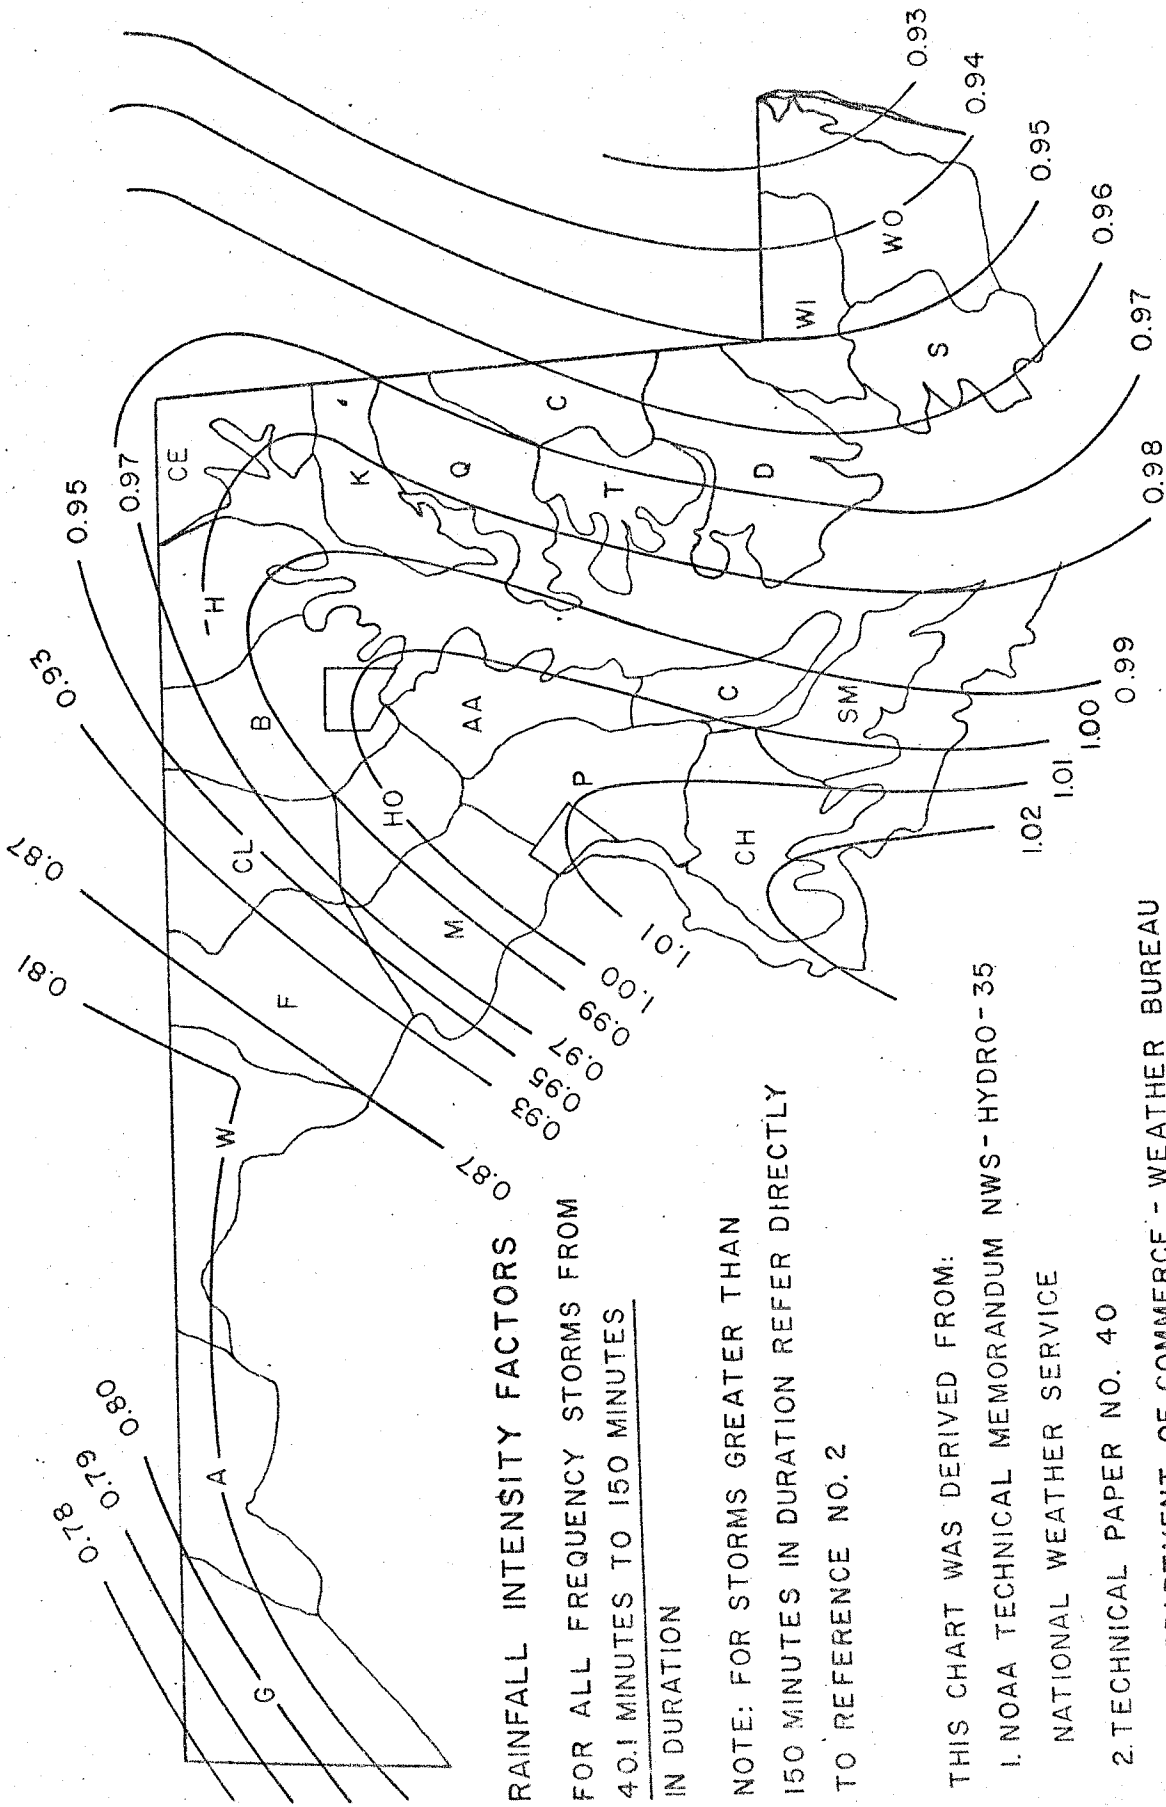 0.78
0.79
0.80
0.81
0.87
0.93
0.95
0.97
G
A
W
F
CL
B
H
CE
M
HO
AA
K
Q
C
T
D
P
C
CH
SM
WI
WO
S
0.87
0.93
0.95
0.97
0.99
1.00
1.01
1.02
1.01
1.00
0.99
0.98
0.97
0.96
0.95
0.94
0.93
RAINFALL INTENSITY FACTORS
FOR ALL FREQUENCY STORMS FROM
40.1 MINUTES TO 150 MINUTES
IN DURATION
NOTE: FOR STORMS GREATER THAN
150 MINUTES IN DURATION REFER DIRECTLY
TO REFERENCE NO. 2
THIS CHART WAS DERIVED FROM:
1. NOAA TECHNICAL MEMORANDUM NWS-HYDRO-35
NATIONAL WEATHER SERVICE
2. TECHNICAL PAPER NO. 40
DEPARTMENT OF COMMERCE - WEATHER BUREAU